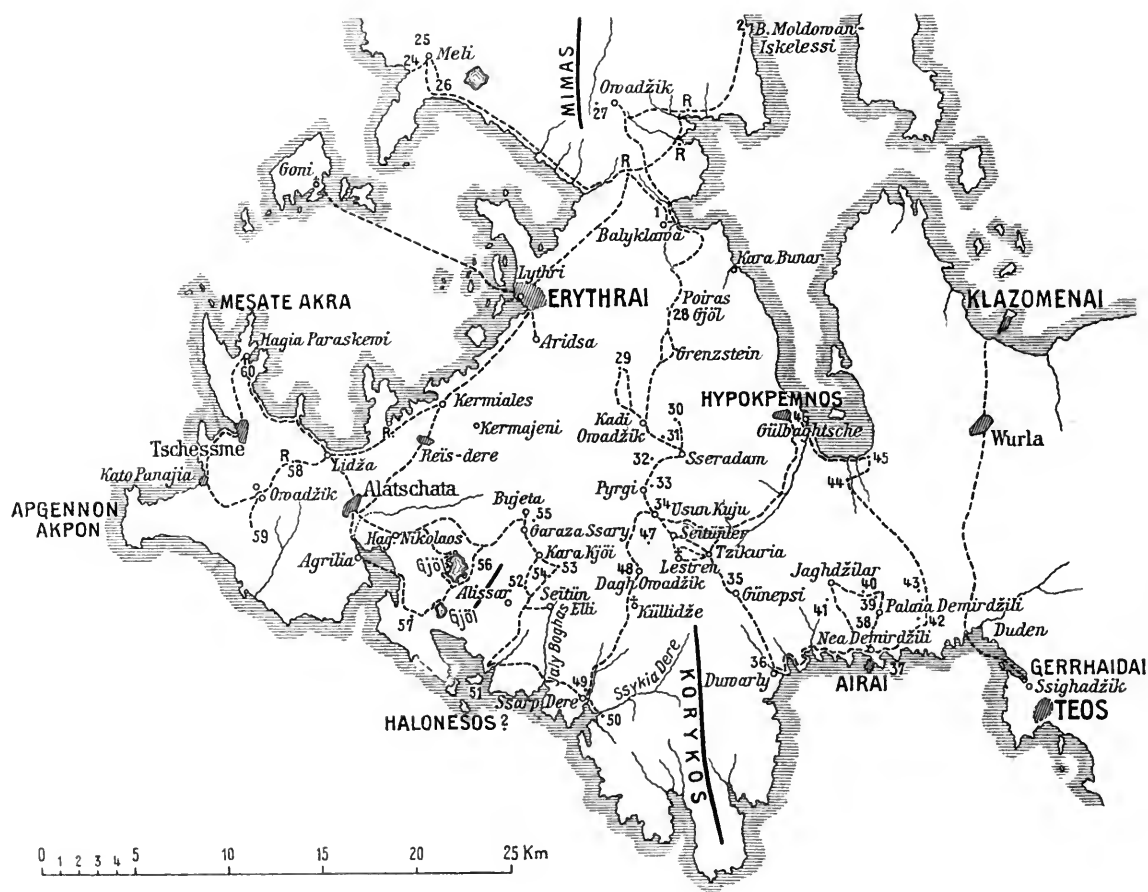 25
24
Meli
26
MIMAS
2
B. Moldowan-
Iskelessi
Owadžik
27
R
R
R
Goni
1
Balyklawa
Kara Bunar
Lythri
ERYTHRAI
Poiras
28 Gjöl
KLAZOMENAI
MESATE AKRA
Hagia Paraskewi
R
60
Aridsa
Grenzstein
29
Kermiales
30
HYPOKPEMNOS
46
Gülbaghtsche
Kadi
Owadžik
Kermajeni
31
Tschessme
R
R
Wurla
Reïs-dere
32
Sseradam
45
Kato Panajia
58
Lidža
44
Owadžik
Alatschata
Pyrgi
33
APGENNON
AKPON
59
Bujeta
55
34
Usun Kuju
Hag. Nikolaos
Garaza Ssary
47
Seitünler
Agrilia
Gjöl
56
Kara Kjöi
53
Lestren
Tzikuria
52
54
48
Dagh Owadžik
35
Günepsi
Jaghdžilar
40
43
Alissar
Seitün
Elli
Gjöl
Küllidže
41
39
Palaia Demirdžili
38
42
57
Nea Demirdžili
Duden
Jaly Boghas
Ssykia Dere
36
Duwarly
AIRAI
37
GERRHAIDAI
Ssighadžik
51
49
Ssarpi Dere
50
TEOS
HALONESOS ?
KORYKOS
0 1 2 3 4 5 10 15 20 25 Km